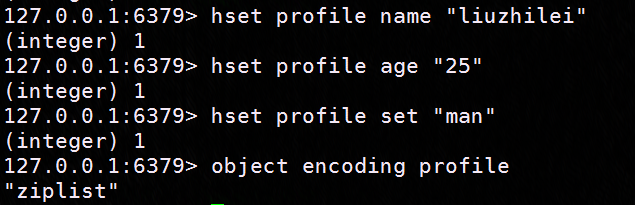 127.0.0.1:6379> hset profile name "liuzhilei"
(integer) 1
127.0.0.1:6379> hset profile age "25"
(integer) 1
127.0.0.1:6379> hset profile set "man"
(integer) 1
127.0.0.1:6379> object encoding profile
"ziplist"